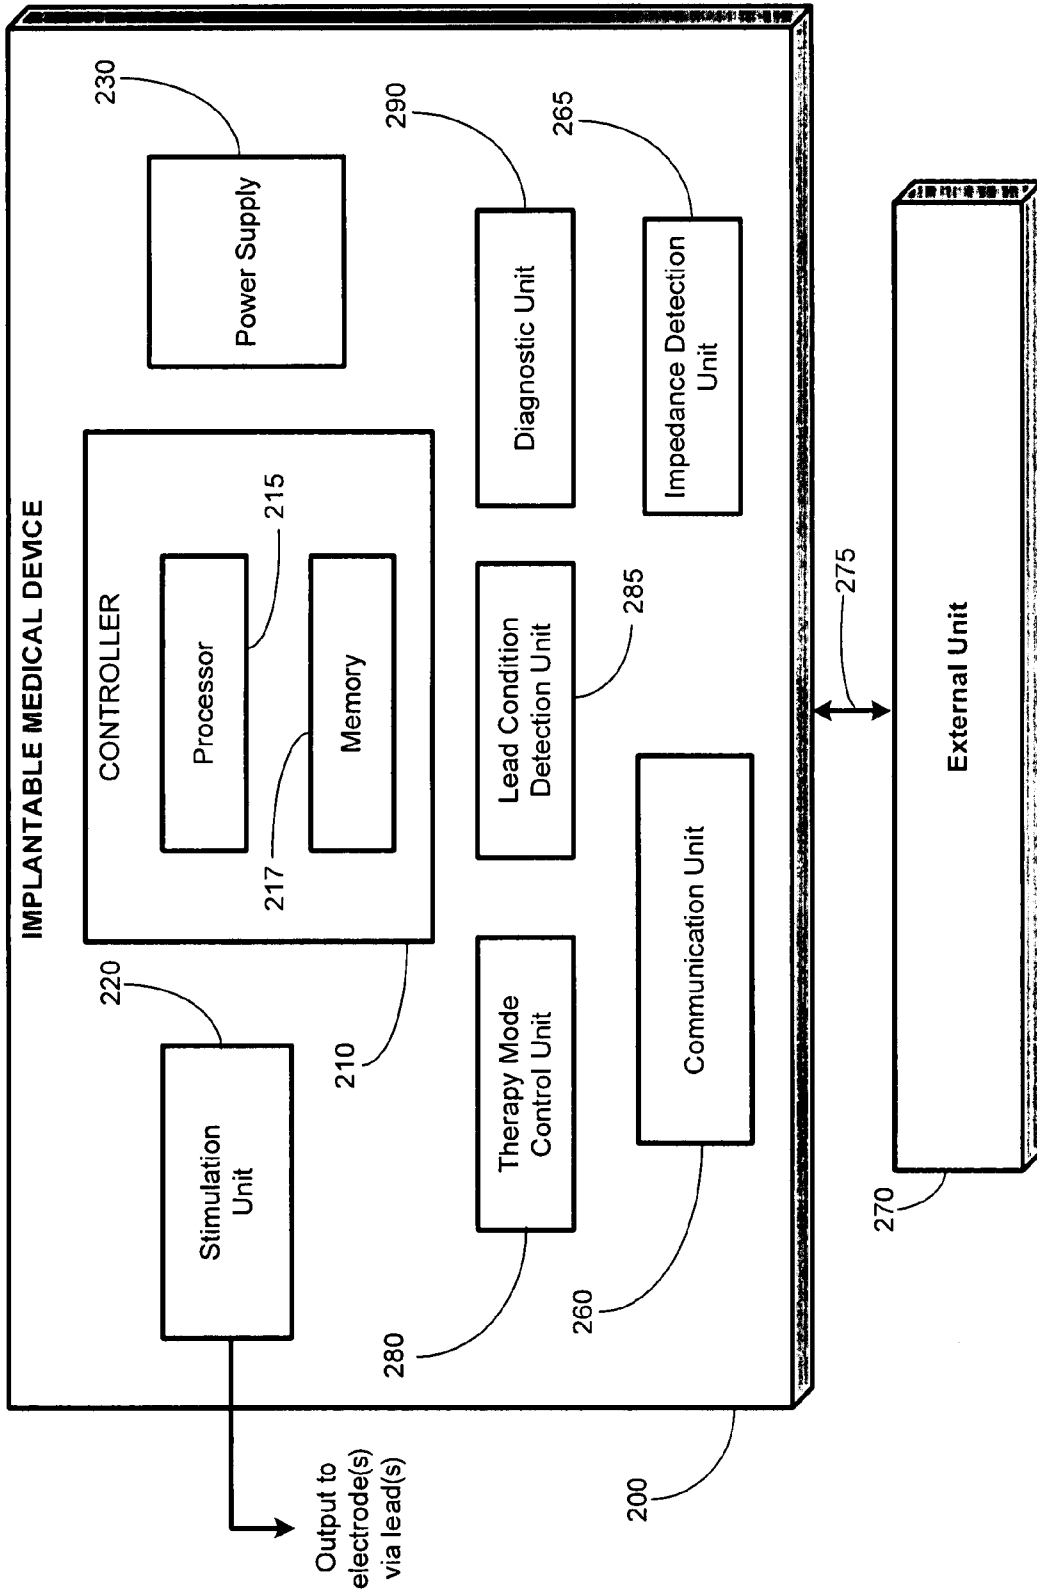 IMPLANTABLE MEDICAL DEVICE
220
Stimulation
Unit
CONTROLLER
Processor
215
217
Memory
210
230
Power Supply
Output to
electrode(s)
via lead(s)
280
Therapy Mode
Control Unit
Lead Condition
Detection Unit
285
290
Diagnostic Unit
260
Communication Unit
265
Impedance Detection
Unit
200
275
270
External Unit